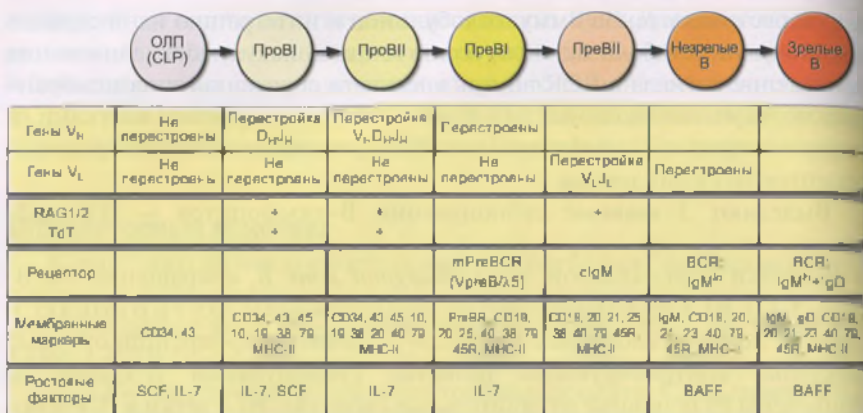 ОЛП
(CLP)
ПроВI
ПроВII
ПреВI
ПреВII
Незрелые
В
Зрелые
В
Гены VH
Не
перестроены
Перестройка
DHJH
Перестройка
VHDHJH
Перестроены
Гены VL
Не
перестроены
Не
перестроены
Не
перестроены
Не
перестроены
Перестройка
VLJL
Перестроены
RAG1/2
+
+
TdT
+
+
Рецептор
mPreBCR
(VpreB/λ5)
cIgM
BCR:
IgMlo
BCR:
IgMhi+gD
Мембранные
маркеры
CD34, 43
CD34, 43 45
10, 19 38 79
MHC-II
CD34, 43 45 10,
19 38 20 40 79
MHC-II
PreBR CD19,
20 25, 40 38 79
45R, MHC-II
CD19, 20 21, 25
38 40 79 45R
MHC-II
IgM, CD19, 20,
21, 23 40 79,
45R, MHC-II
IgM, gD CD19,
20 21, 23 40 79,
45R, MHC-II
Ростовые
факторы
SCF, IL-7
IL-7, SCF
IL-7
IL-7
BAFF
BAFF